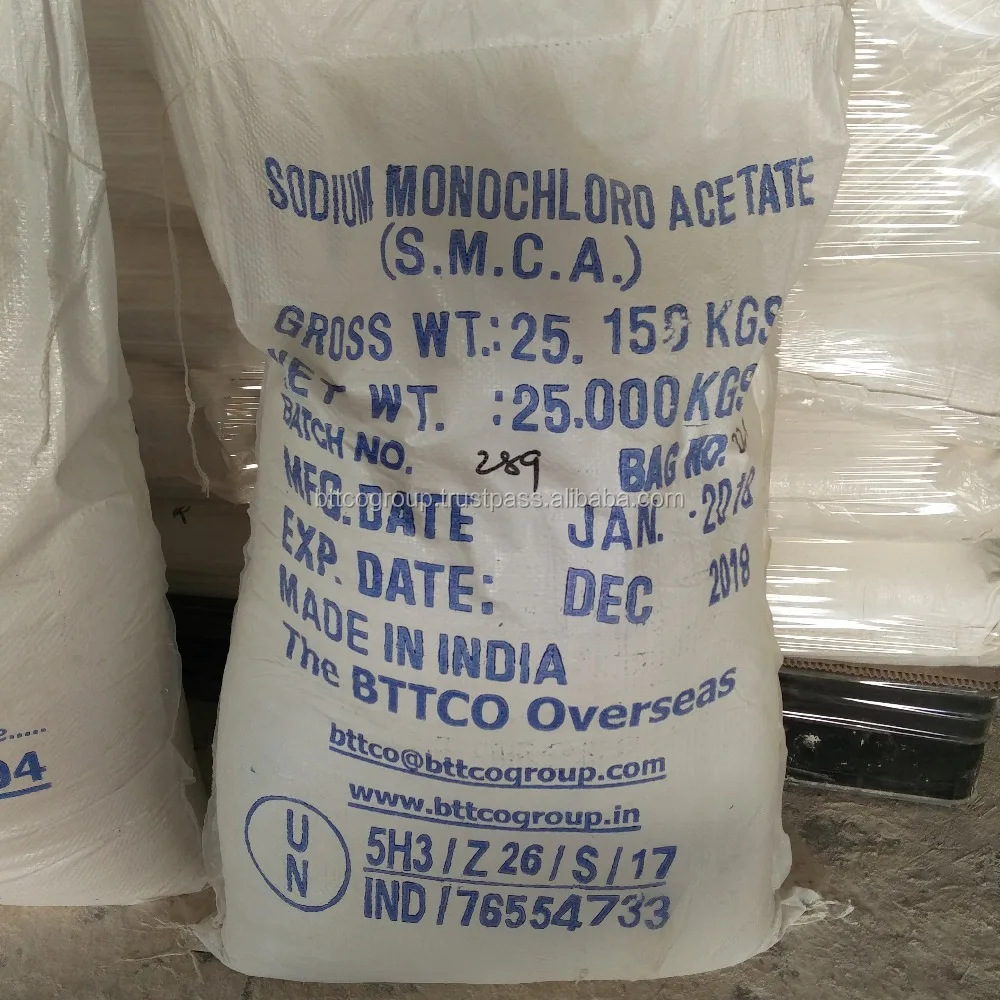 SODIUM MONOCHLORO ACETATE
(S.M.C.A.)
GROSS WT.: 25. 150 KGS
NET WT. : 25.000 KGS
BATCH NO. 289 BAG NO.
bttcogroup.trustpass.alibaba.com
MFG. DATE JAN. - 2018
EXP. DATE: DEC 2018
MADE IN INDIA
The BTTCO Overseas
bttco@bttcogroup.com
www.bttcogroup.in
UN
5H3 / Z 26 / S / 17
IND / 76554733
e.....
94